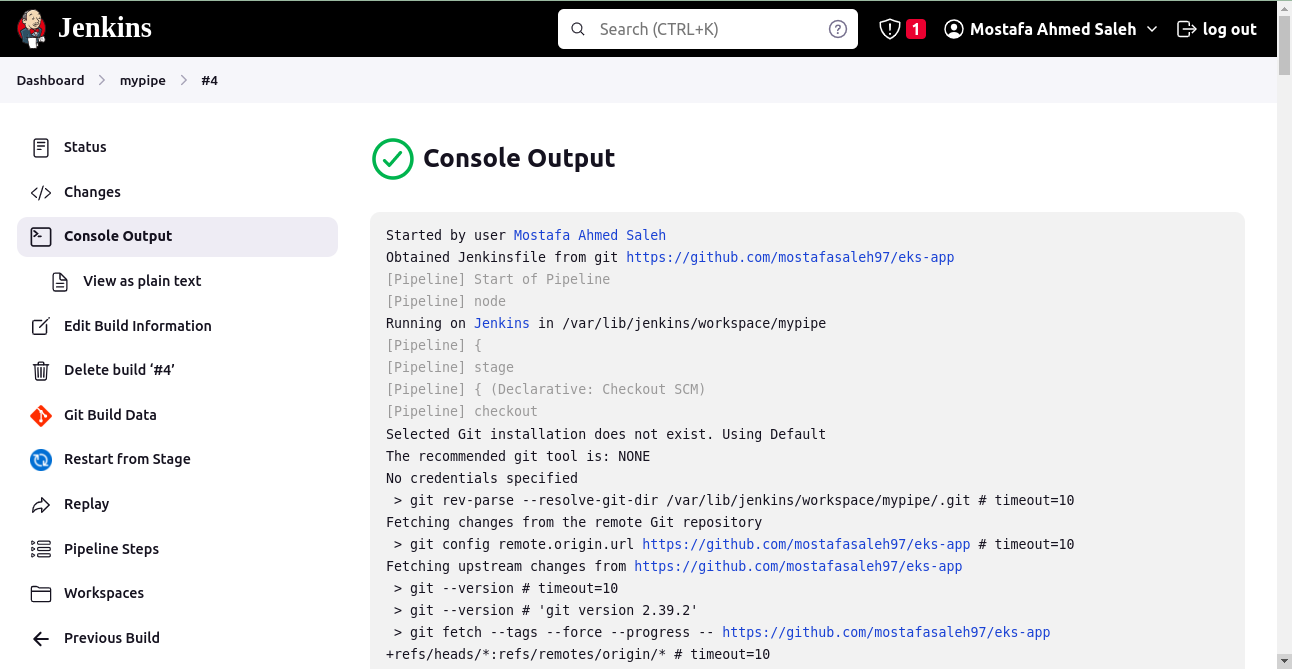 Jenkins
Search (CTRL+K)
?
1
Mostafa Ahmed Saleh
log out
Dashboard
mypipe
#4
Status
Changes
Console Output
View as plain text
Edit Build Information
Delete build ‘#4’
Git Build Data
Restart from Stage
Replay
Pipeline Steps
Workspaces
Previous Build
Console Output
Started by user Mostafa Ahmed Saleh
Obtained Jenkinsfile from git https://github.com/mostafasaleh97/eks-app
[Pipeline] Start of Pipeline
[Pipeline] node
Running on Jenkins in /var/lib/jenkins/workspace/mypipe
[Pipeline] {
[Pipeline] stage
[Pipeline] { (Declarative: Checkout SCM)
[Pipeline] checkout
Selected Git installation does not exist. Using Default
The recommended git tool is: NONE
No credentials specified
> git rev-parse --resolve-git-dir /var/lib/jenkins/workspace/mypipe/.git # timeout=10
Fetching changes from the remote Git repository
> git config remote.origin.url https://github.com/mostafasaleh97/eks-app # timeout=10
Fetching upstream changes from https://github.com/mostafasaleh97/eks-app
> git --version # timeout=10
> git --version # 'git version 2.39.2'
> git fetch --tags --force --progress -- https://github.com/mostafasaleh97/eks-app
+refs/heads/*:refs/remotes/origin/* # timeout=10